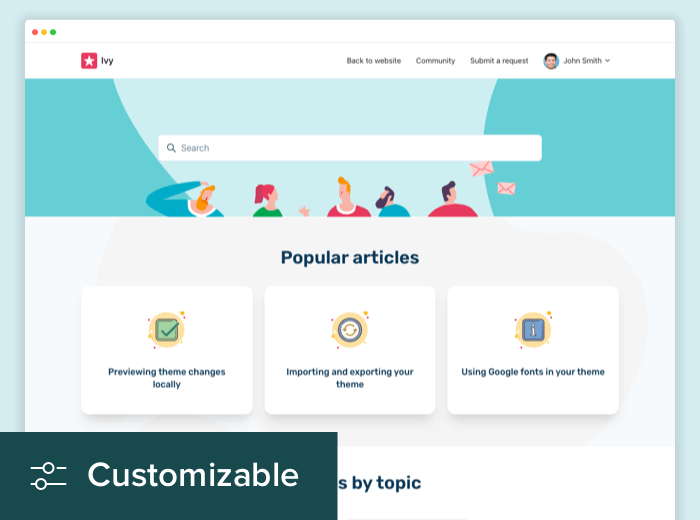 Ivy
Back to website
Community
Submit a request
John Smith
Search
Popular articles
Previewing theme changes
locally
Importing and exporting your
theme
Using Google fonts in your theme
s by topic
Customizable